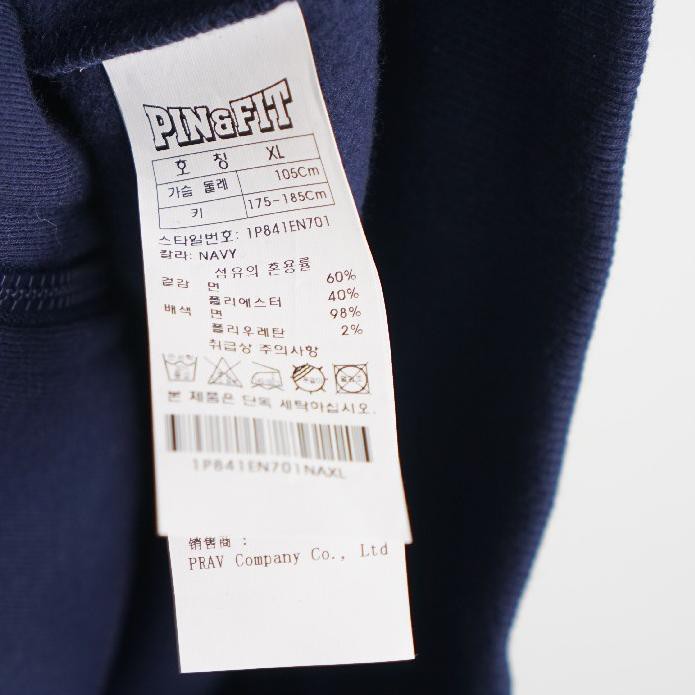 PIN&FIT
호 칭 XL
가슴 둘레 105Cm
키 175-185Cm
스타일번호: 1P841EN701
칼라: NAVY
섬유의 혼용률
겉감 면 60%
폴리에스터 40%
배색 면 98%
폴리우레탄 2%
취급상 주의사항
본 제품은 단독 세탁하십시오.
1P841EN701NAXL
销售商 :
PRAV Company Co., Ltd